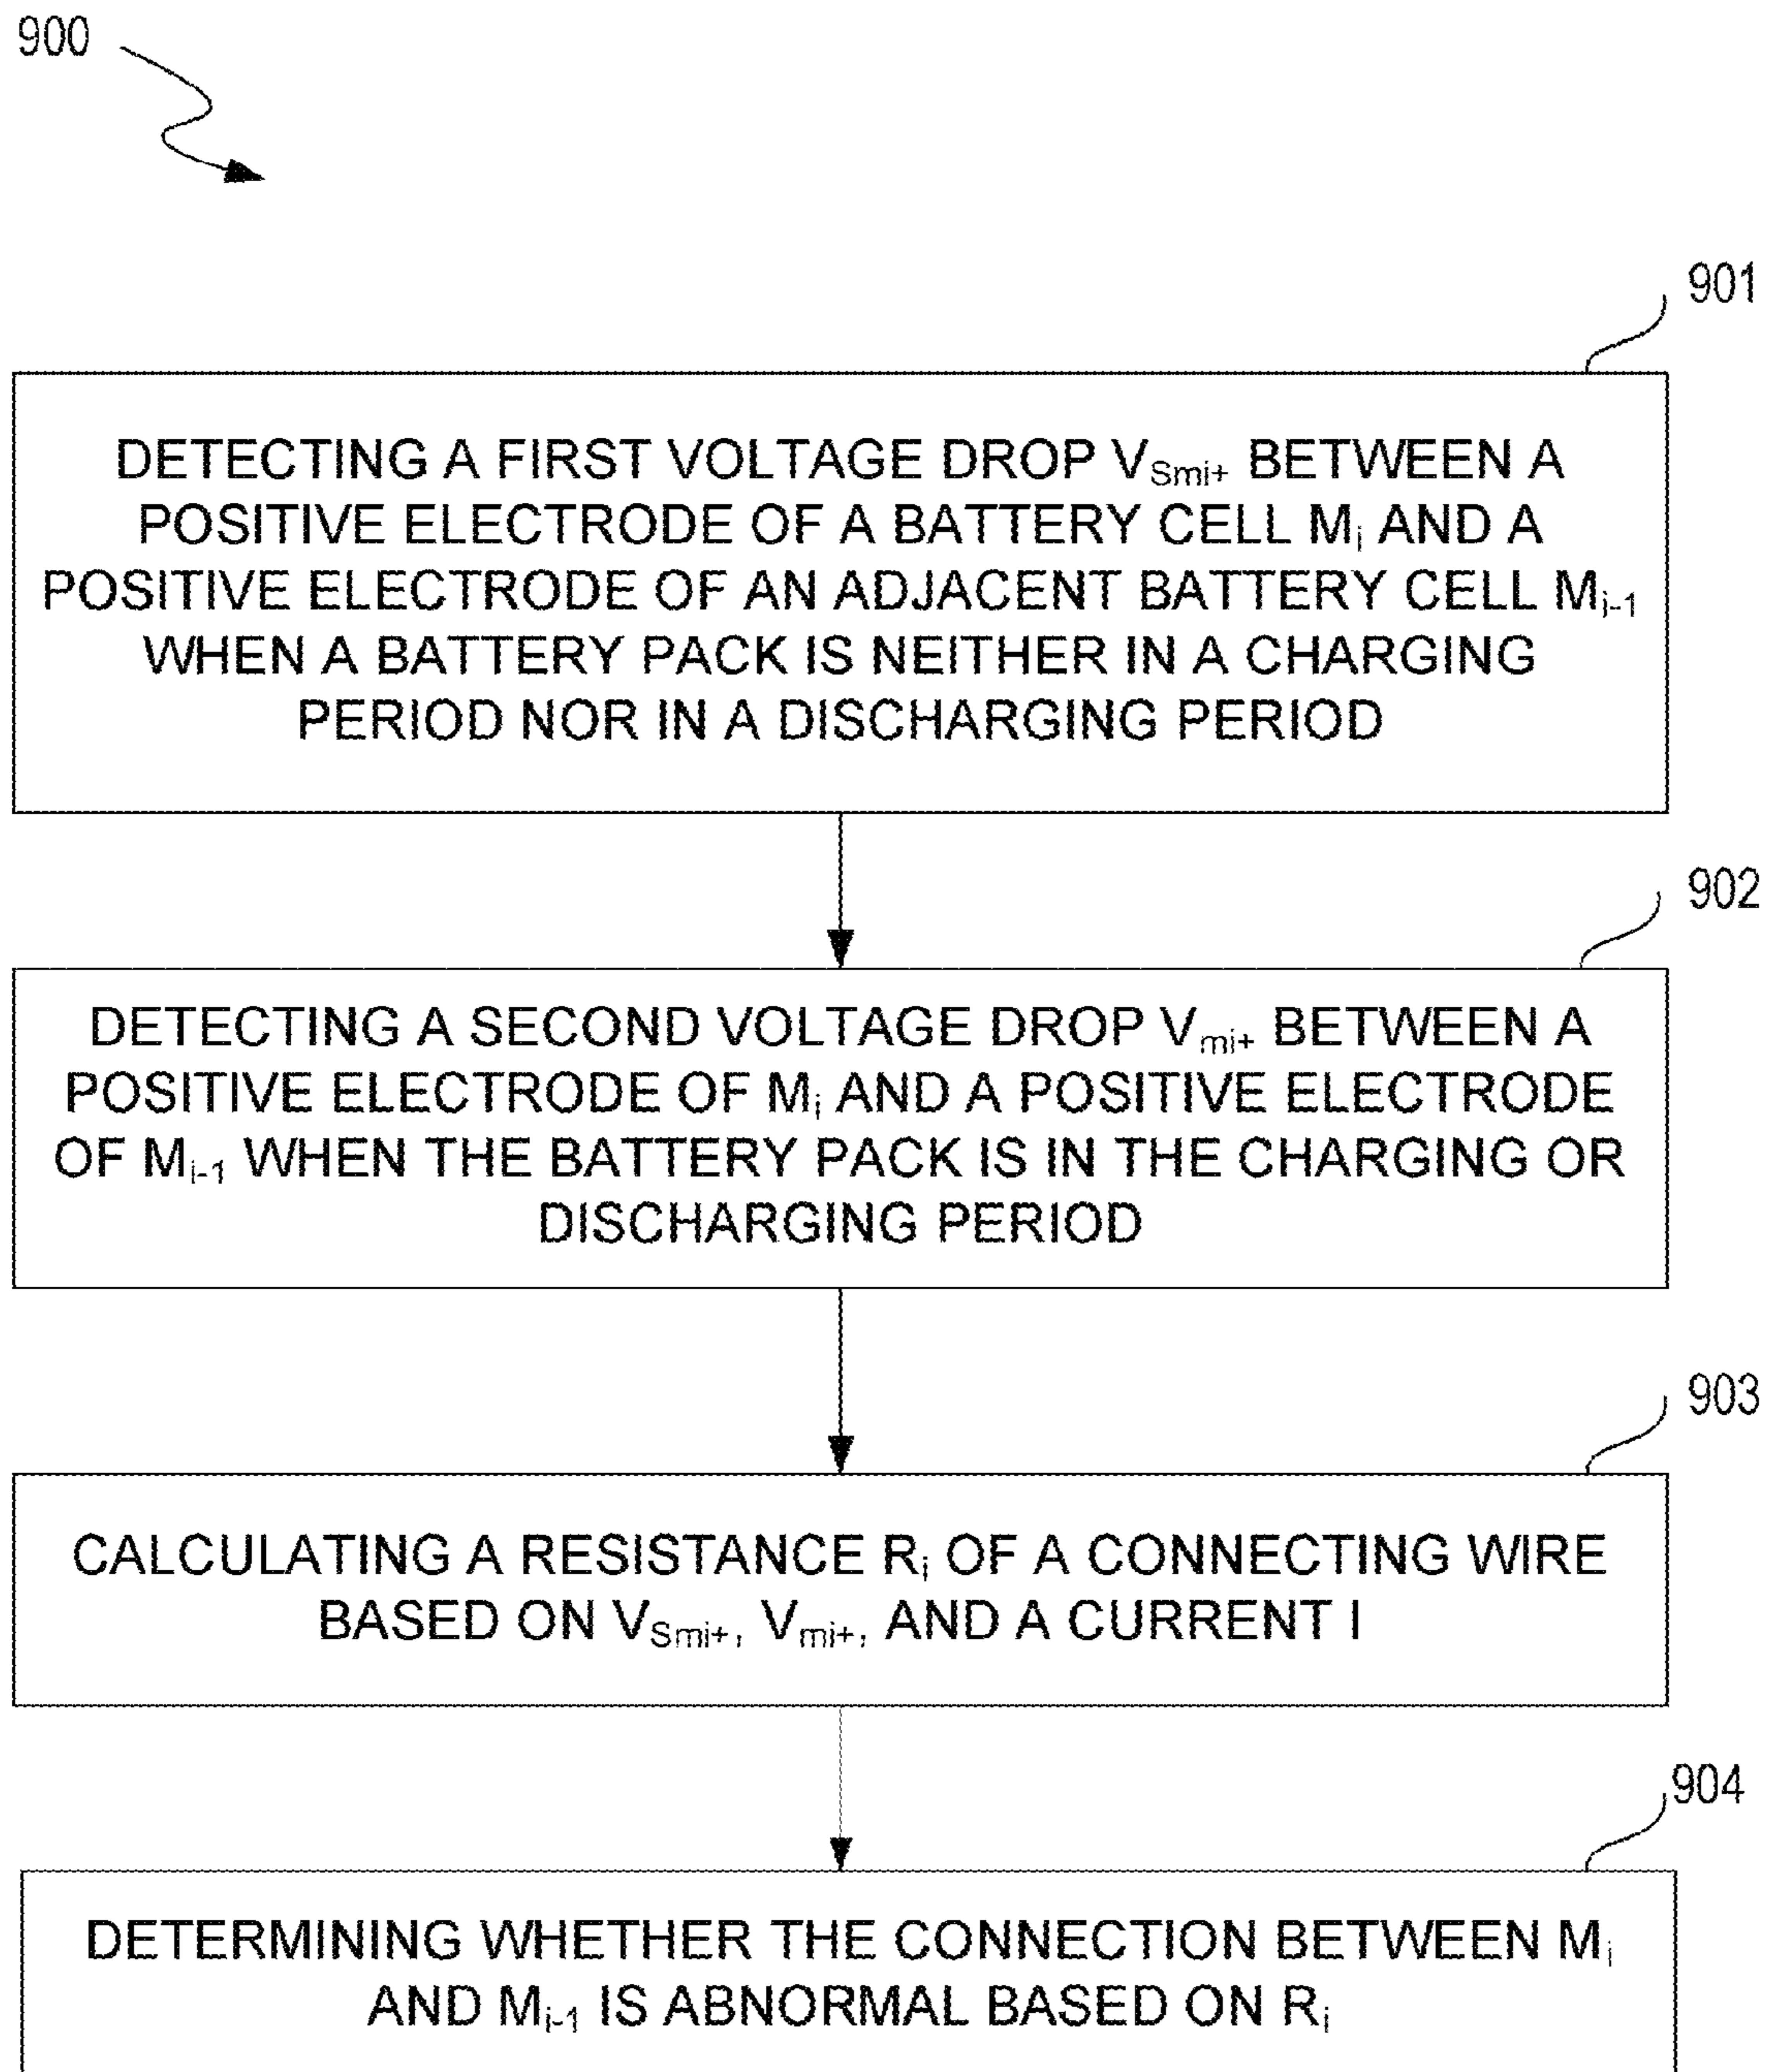 900
901
DETECTING A FIRST VOLTAGE DROP VSmi+ BETWEEN A
POSITIVE ELECTRODE OF A BATTERY CELL Mi AND A
POSITIVE ELECTRODE OF AN ADJACENT BATTERY CELL Mi-1
WHEN A BATTERY PACK IS NEITHER IN A CHARGING
PERIOD NOR IN A DISCHARGING PERIOD
902
DETECTING A SECOND VOLTAGE DROP Vmi+ BETWEEN A
POSITIVE ELECTRODE OF Mi AND A POSITIVE ELECTRODE
OF Mi-1 WHEN THE BATTERY PACK IS IN THE CHARGING OR
DISCHARGING PERIOD
903
CALCULATING A RESISTANCE Ri OF A CONNECTING WIRE
BASED ON VSmi+, Vmi+, AND A CURRENT I
904
DETERMINING WHETHER THE CONNECTION BETWEEN Mi
AND Mi-1 IS ABNORMAL BASED ON Ri